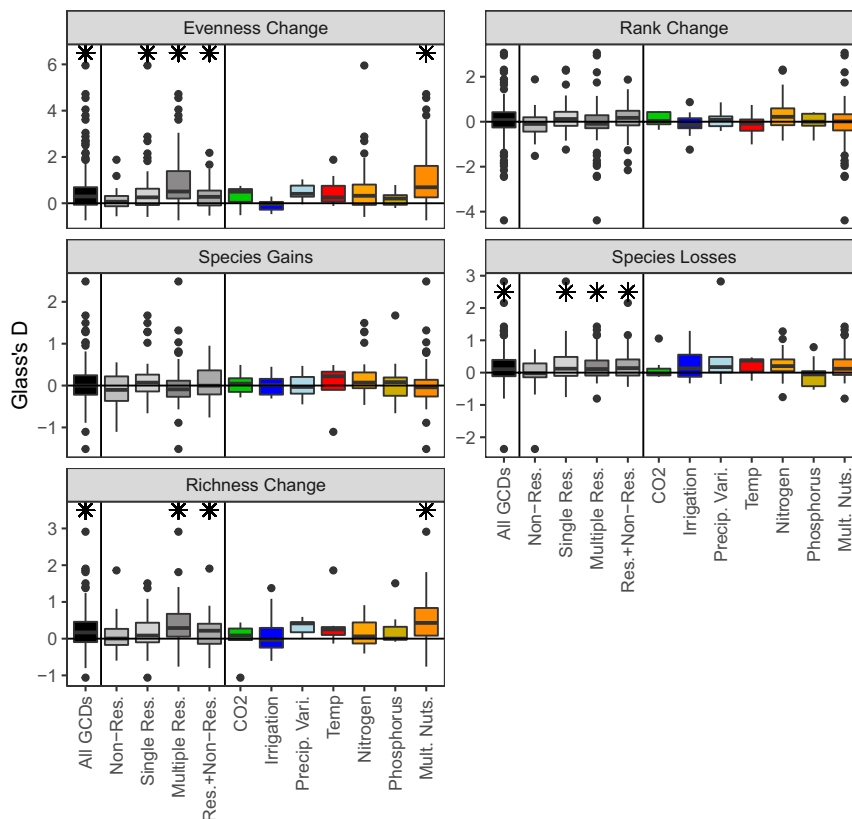 Evenness Change
Rank Change
6
4
2
0
2
0
−2
−4
Species Gains
Species Losses
Glass's D
2
1
0
−1
3
2
1
0
−1
−2
Richness Change
3
2
1
0
−1
All GCDs
Non−Res.
Single Res.
Multiple Res.
Res.+Non−Res.
CO2
Irrigation
Precip. Vari.
Temp
Nitrogen
Phosphorus
Mult. Nuts.
All GCDs
Non−Res.
Single Res.
Multiple Res.
Res.+Non−Res.
CO2
Irrigation
Precip. Vari.
Temp
Nitrogen
Phosphorus
Mult. Nuts.